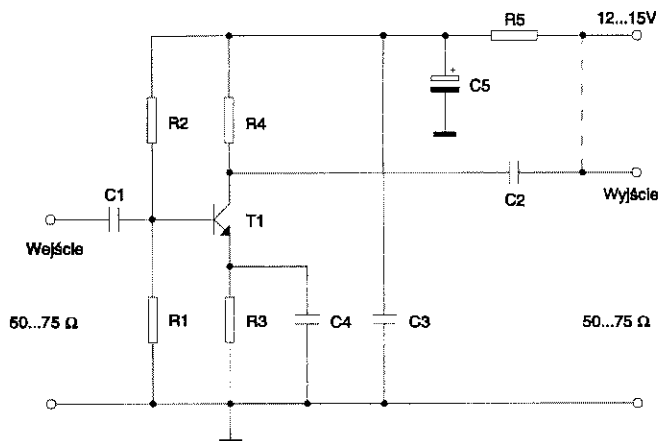 R5
12...15V
+
C5
R2
R4
C1
C2
T1
Wejście
Wyjście
50...75 Ω
R1
R3
C4
C3
50...75 Ω